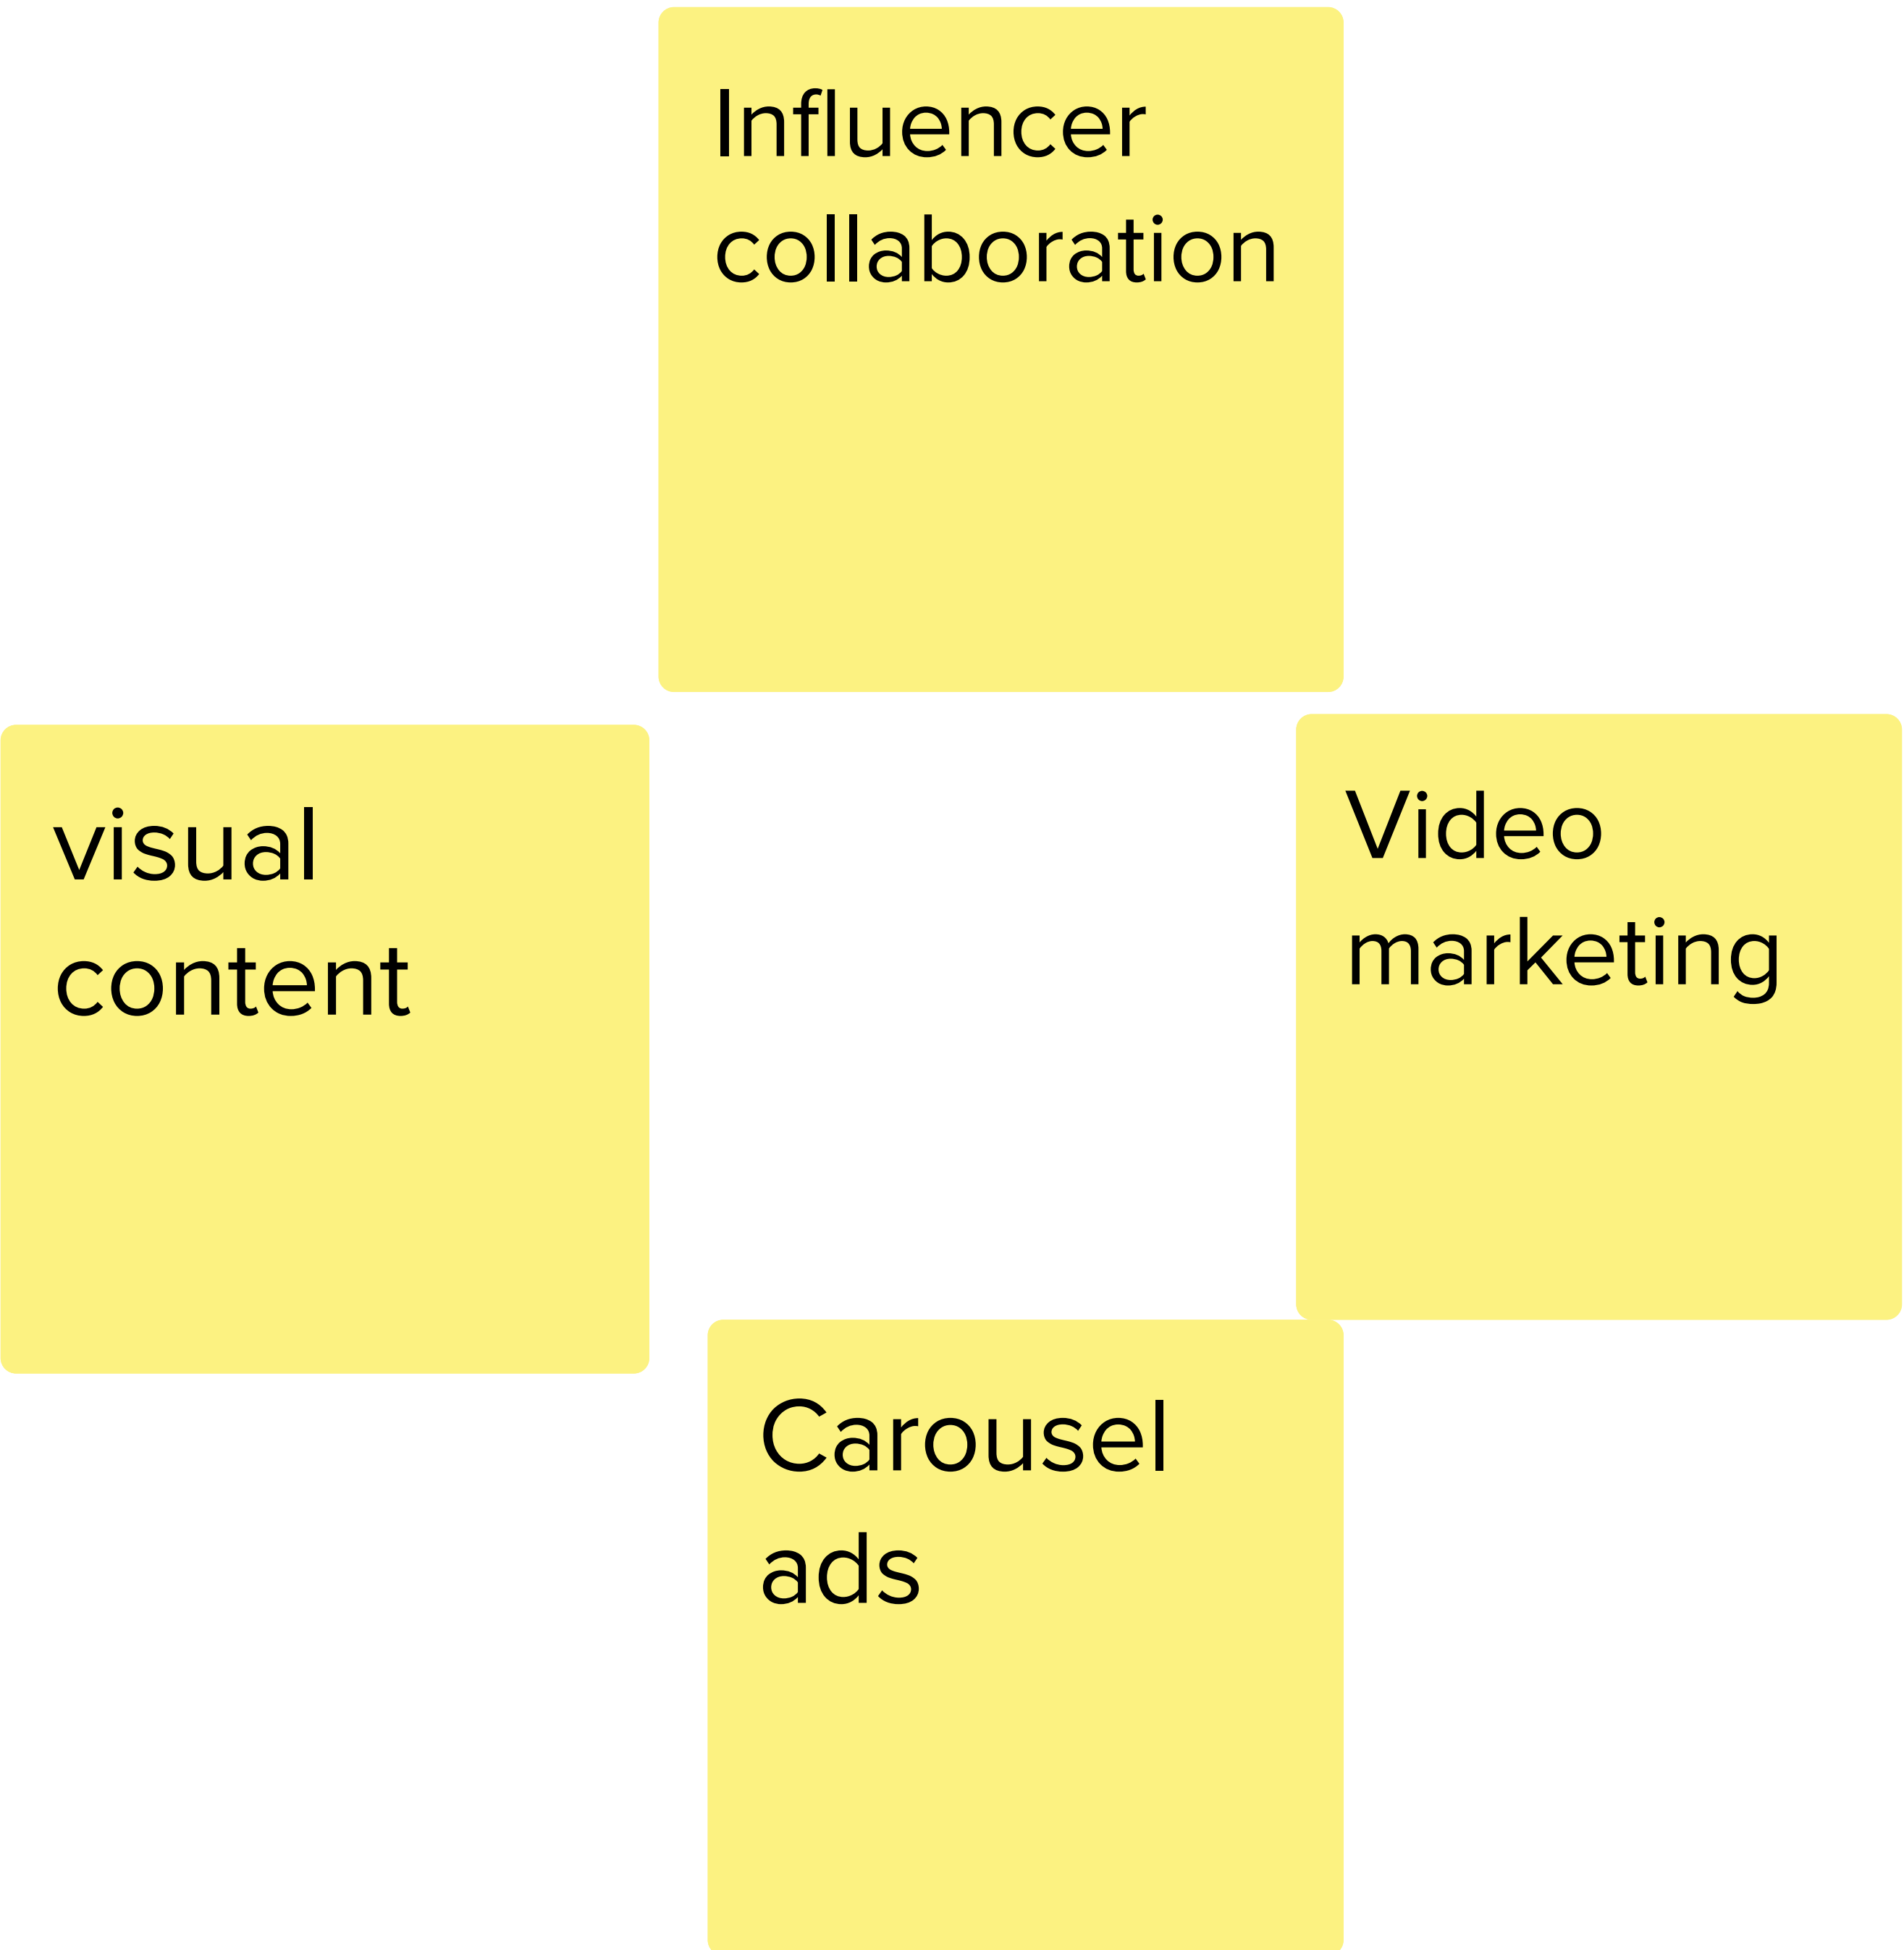 Influencer
collaboration
visual
content
Video
marketing
Carousel
ads